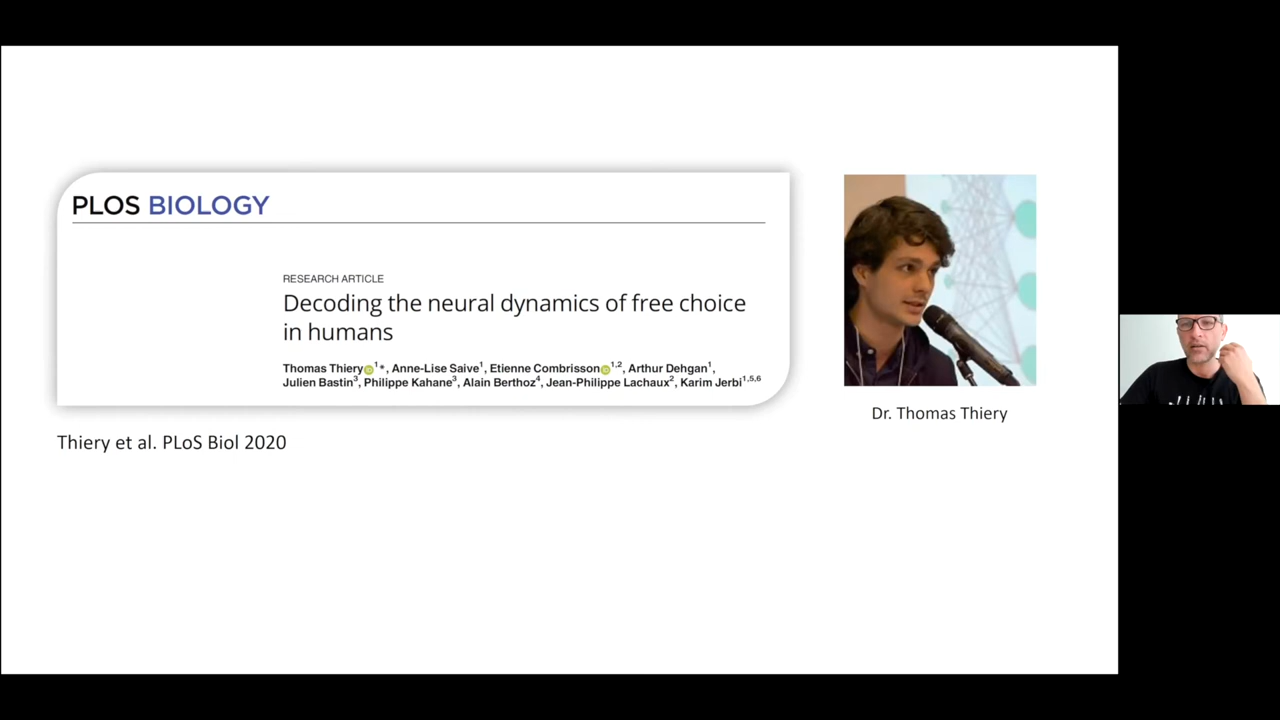 PLOS BIOLOGY
RESEARCH ARTICLE
Decoding the neural dynamics of free choice
in humans
Thomas Thiery1*, Anne-Lise Saive1, Etienne Combrisson1,2, Arthur Dehgan1,
Julien Bastin3, Philippe Kahane3, Alain Berthoz4, Jean-Philippe Lachaux2, Karim Jerbi1,5,6
Thiery et al. PLoS Biol 2020
Dr. Thomas Thiery